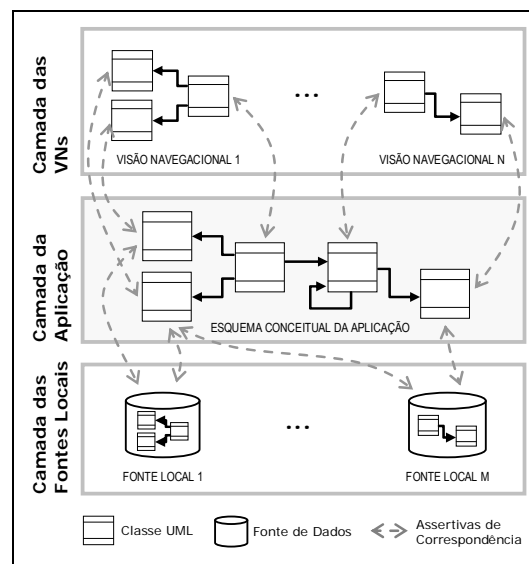 Camada das
VNs
...
VISÃO NAVEGACIONAL 1
VISÃO NAVEGACIONAL N
Camada da
Aplicação
ESQUEMA CONCEITUAL DA APLICAÇÃO
Camada das
Fontes Locais
...
FONTE LOCAL 1
FONTE LOCAL M
Classe UML
Fonte de Dados
Assertivas de
Correspondência